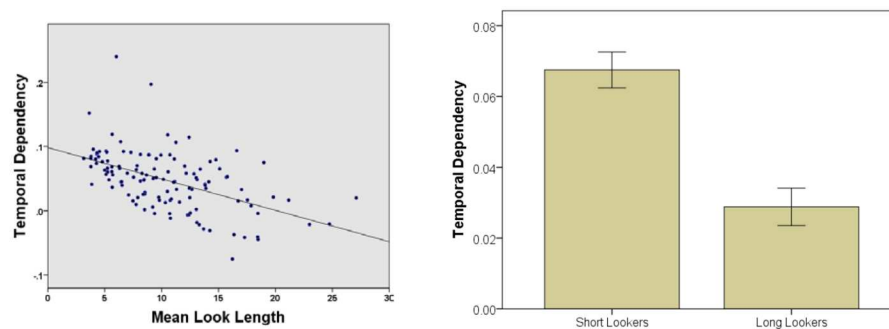 Temporal Dependency
.2
.1
.0
-.1
0 5 10 15 20 25 30
Mean Look Length
Temporal Dependency
0.08
0.06
0.04
0.02
0.00
Short Lookers Long Lookers